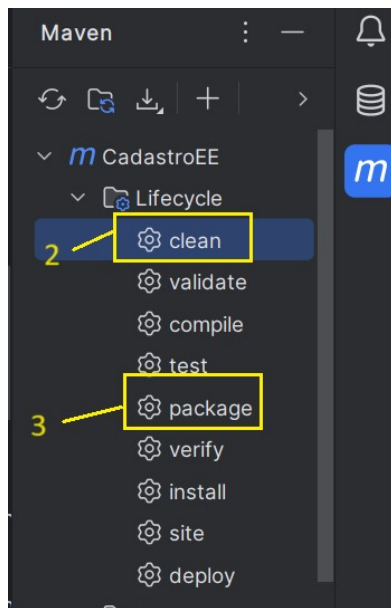 Maven
m CadastroEE
Lifecycle
2 clean
validate
compile
test
3 package
verify
install
site
deploy
m